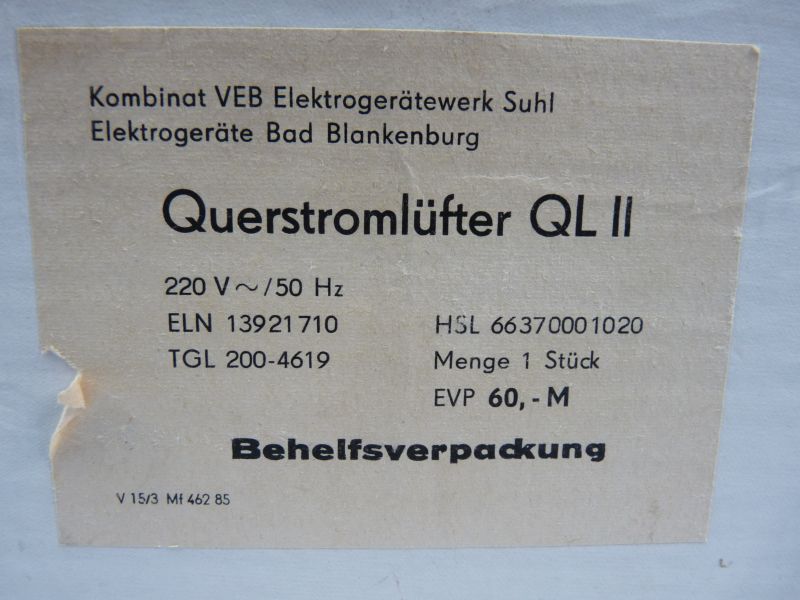 Kombinat VEB Elektrogerätewerk Suhl
Elektrogeräte Bad Blankenburg
Querstromlüfter QL II
220 V ~ /50 Hz
ELN 13921710
HSL 66370001020
TGL 200-4619
Menge 1 Stück
EVP 60,- M
Behelfsverpackung
V 15/3 Mf 462 85